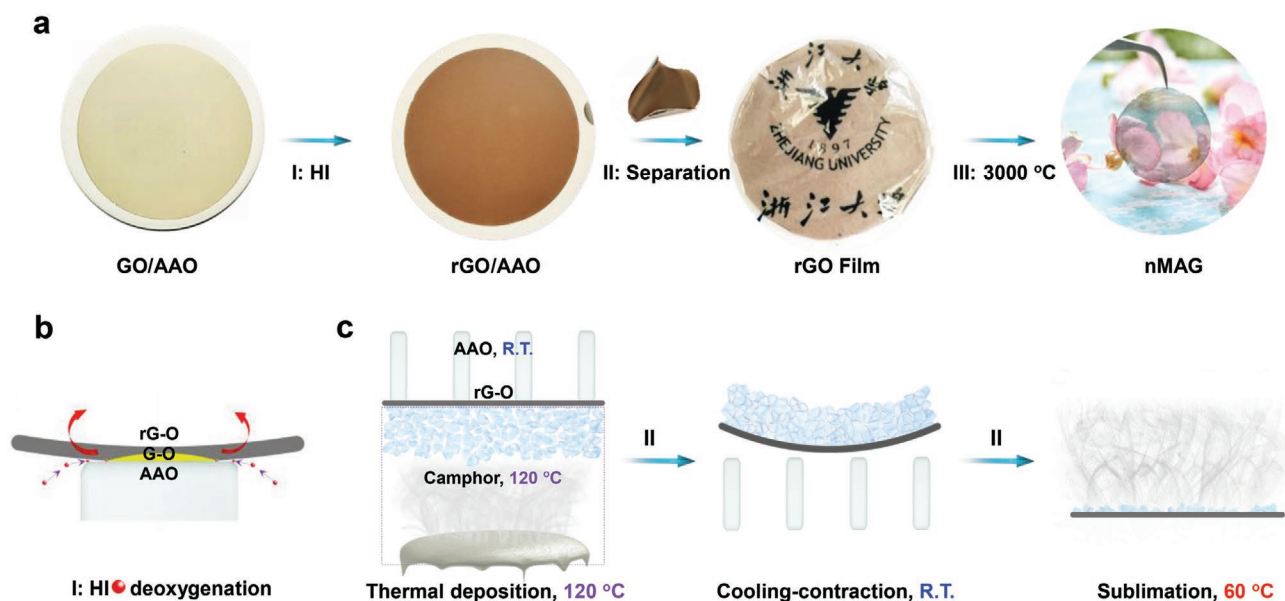 a
I: HI
II: Separation
III: 3000 °C
浙江大学
ZHEJIANG UNIVERSITY
1897
浙江大学
GO/AAO
rGO/AAO
rGO Film
nMAG
b
rG-O
G-O
AAO
I: HI deoxygenation
c
AAO, R.T.
rG-O
Camphor, 120 °C
Thermal deposition, 120 °C
II
Cooling-contraction, R.T.
II
Sublimation, 60 °C